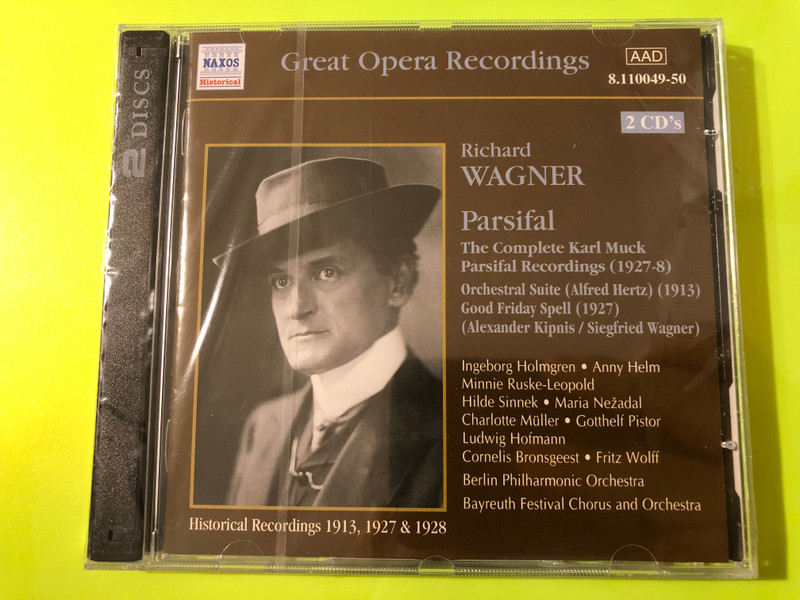 2 DISCS
NAXOS
Historical
Great Opera Recordings
AAD
8.110049-50
2 CD's
Richard
WAGNER
Parsifal
The Complete Karl Muck
Parsifal Recordings (1927-8)
Orchestral Suite (Alfred Hertz) (1913)
Good Friday Spell (1927)
(Alexander Kipnis / Siegfried Wagner)
Ingeborg Holmgren • Anny Helm
Minnie Ruske-Leopold
Hilde Sinnek • Maria Nežadal
Charlotte Müller • Gotthelf Pistor
Ludwig Hofmann
Cornelis Bronsgeest • Fritz Wolff
Berlin Philharmonic Orchestra
Bayreuth Festival Chorus and Orchestra
Historical Recordings 1913, 1927 & 1928